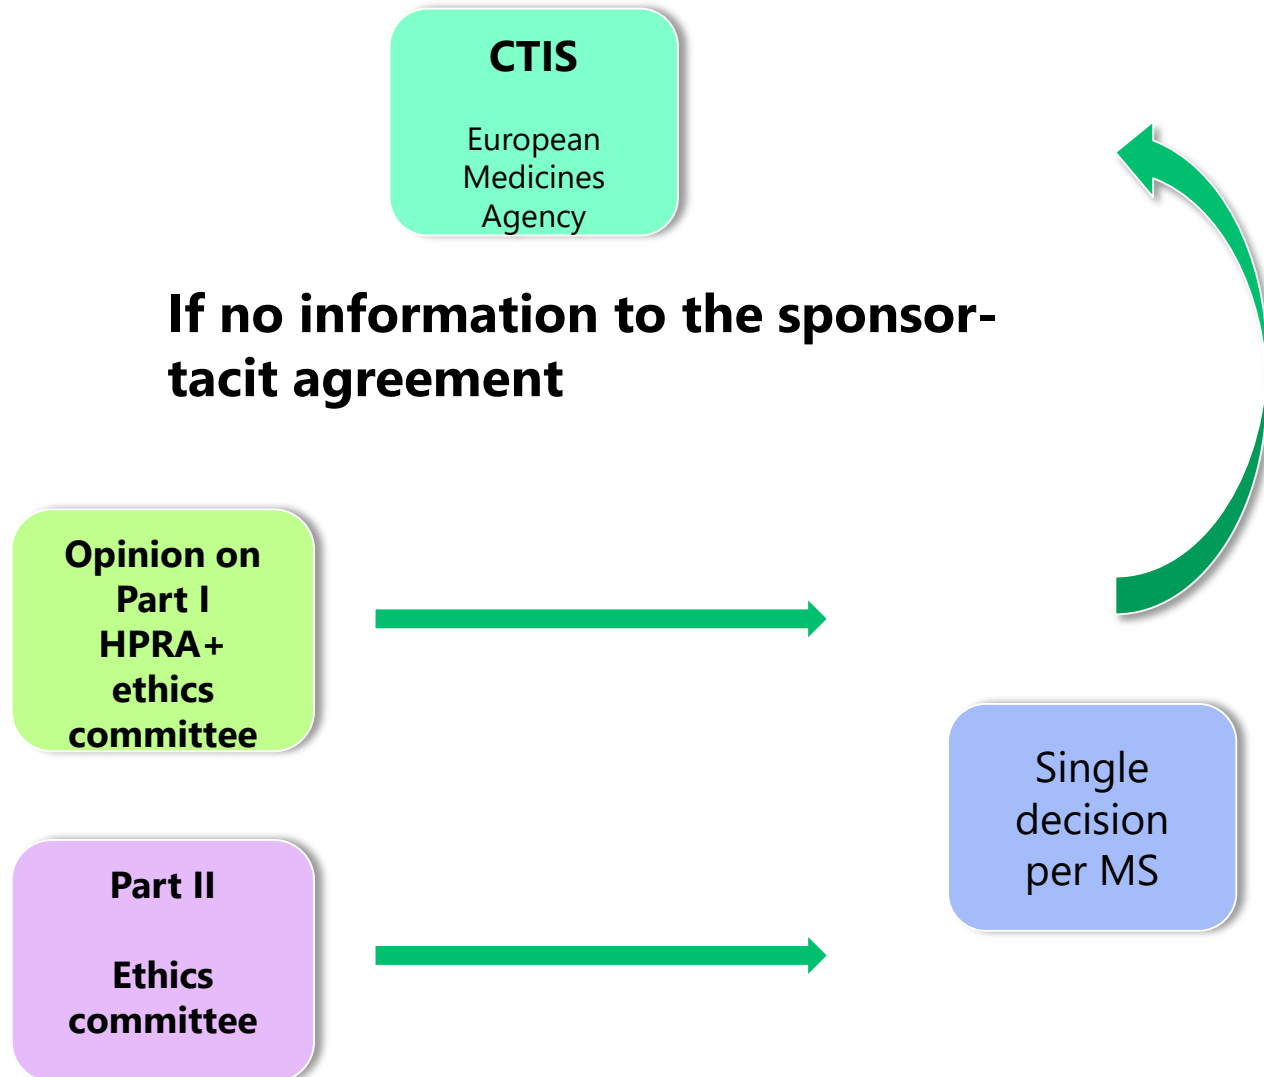 CTIS
European
Medicines
Agency
If no information to the sponsor-
tacit agreement
Opinion on
Part I
HPRA+
ethics
committee
Single
decision
per MS
Part II
Ethics
committee